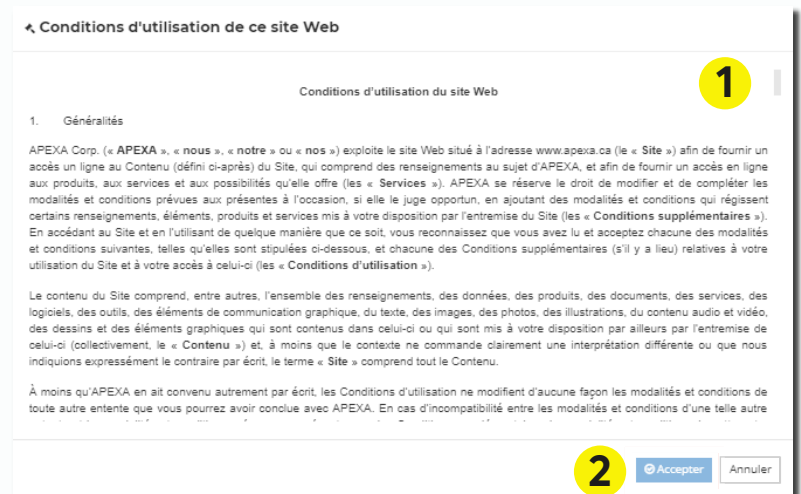 Conditions d'utilisation de ce site Web
1
Conditions d'utilisation du site Web
1. Généralités
APEXA Corp. (« APEXA », « nous », « notre » ou « nos ») exploite le site Web situé à l'adresse www.apexa.ca (le « Site ») afin de fournir un
accès un ligne au Contenu (défini ci-après) du Site, qui comprend des renseignements au sujet d'APEXA, et afin de fournir un accès en ligne
aux produits, aux services et aux possibilités qu'elle offre (les « Services »). APEXA se réserve le droit de modifier et de compléter les
modalités et conditions prévues aux présentes à l'occasion, si elle le juge opportun, en ajoutant des modalités et conditions qui régissent
certains renseignements, éléments, produits et services mis à votre disposition par l'entremise du Site (les « Conditions supplémentaires »).
En accédant au Site et en l'utilisant de quelque manière que ce soit, vous reconnaissez que vous avez lu et acceptez chacune des modalités
et conditions suivantes, telles qu'elles sont stipulées ci-dessous, et chacune des Conditions supplémentaires (s'il y a lieu) relatives à votre
utilisation du Site et à votre accès à celui-ci (les « Conditions d'utilisation »).
Le contenu du Site comprend, entre autres, l'ensemble des renseignements, des données, des produits, des documents, des services, des
logiciels, des outils, des éléments de communication graphique, du texte, des images, des photos, des illustrations, du contenu audio et vidéo,
des dessins et des éléments graphiques qui sont contenus dans celui-ci ou qui sont mis à votre disposition par ailleurs par l'entremise de
celui-ci (collectivement, le « Contenu ») et, à moins que le contexte ne commande clairement une interprétation différente ou que nous
indiquions expressément le contraire par écrit, le terme « Site » comprend tout le Contenu.
À moins qu'APEXA en ait convenu autrement par écrit, les Conditions d'utilisation ne modifient d'aucune façon les modalités et conditions de
toute autre entente que vous pourrez avoir conclue avec APEXA. En cas d'incompatibilité entre les modalités et conditions d'une telle autre
2
Accepter
Annuler